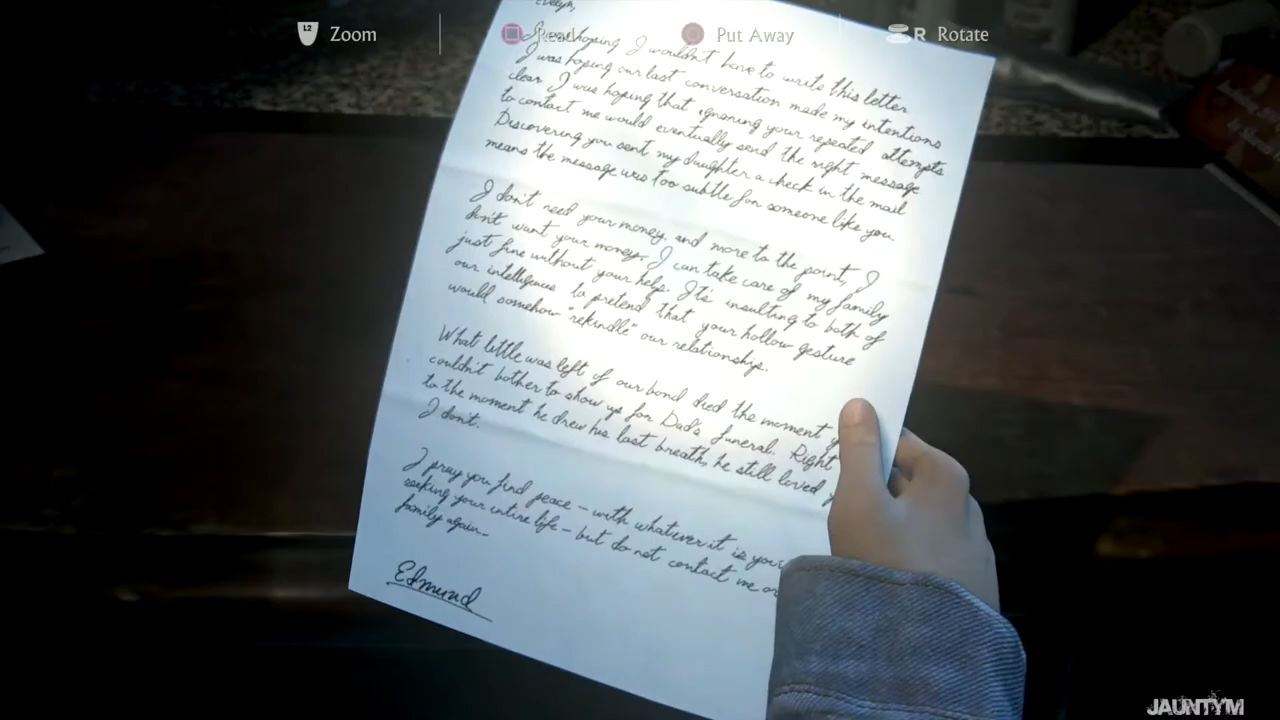 Zoom
Put Away
R Rotate
L2
Evelyn,
I was hoping I wouldn't have to write this letter.
I was hoping our last conversation made my intentions
clear. I was hoping that ignoring your repeated attempts
to contact me would eventually send the right message
Discovering you sent my daughter a check in the mail
means the message was too subtle for someone like you.
I don't need your money, and more to the point, I
don't want your money. I can take care of my family
just fine without your help. It's insulting to both of
our intelligence to pretend that your hollow gesture
would somehow "rekindle" our relationship.
What little was left of our bond died the moment
couldn't bother to show up for Dad's funeral. Right
to the moment he drew his last breath, he still loved
I don't.
I pray you find peace – with whatever it is
seeking your entire life – but do not contact me or
family again.
Edmund
JAUNTYM